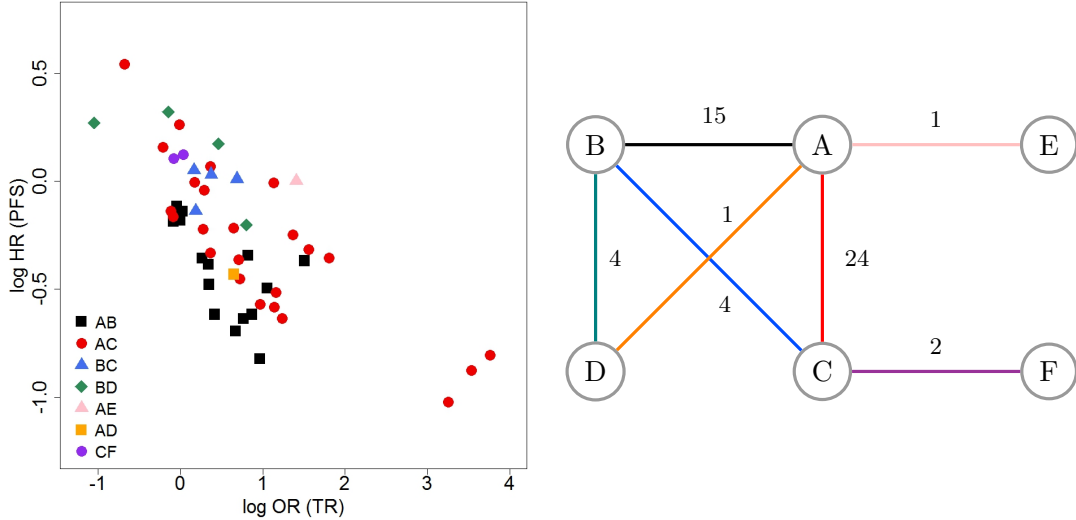 0.5
0.0
-0.5
-1.0
log HR (PFS)
AB
AC
BC
BD
AE
AD
CF
-1 0 1 2 3 4
log OR (TR)
15
1
B A E
1
4
24
4
2
D C F